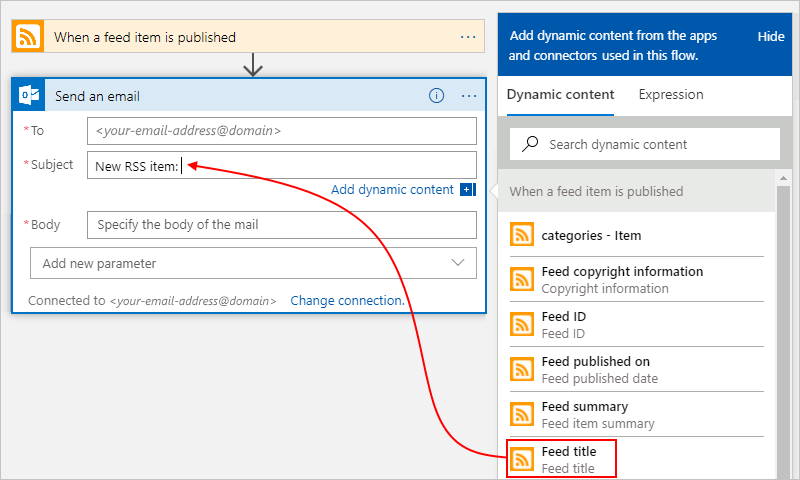 When a feed item is published
...
Send an email
...
* To
<your-email-address@domain>
* Subject
New RSS item:
Add dynamic content
* Body
Specify the body of the mail
Add new parameter
Connected to <your-email-address@domain> Change connection.
Add dynamic content from the apps
and connectors used in this flow.
Hide
Dynamic content
Expression
Search dynamic content
When a feed item is published
categories - Item
Feed copyright information
Copyright information
Feed ID
Feed ID
Feed published on
Feed published date
Feed summary
Feed item summary
Feed title
Feed title